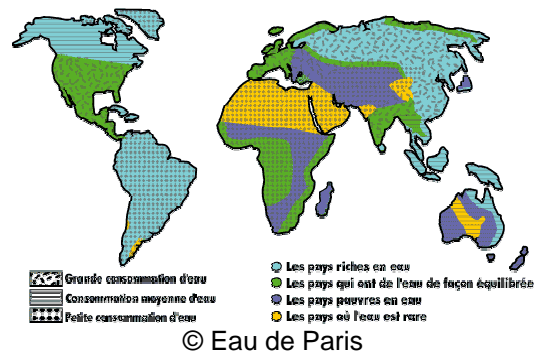 Grande consommation d'eau
Consommation moyenne d'eau
Petite consommation d'eau
Les pays riches en eau
Les pays qui ont de l'eau de façon équilibrée
Les pays pauvres en eau
Les pays où l'eau est rare
© Eau de Paris